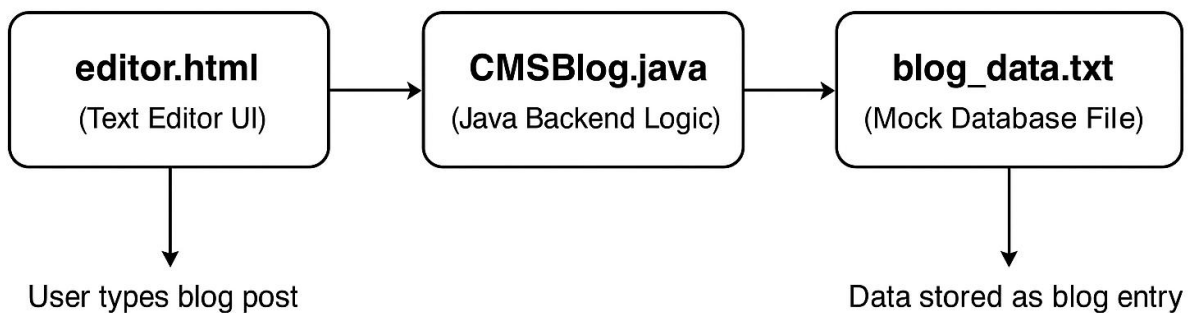 editor.html
(Text Editor UI)
CMSBlog.java
(Java Backend Logic)
blog_data.txt
(Mock Database File)
User types blog post
Data stored as blog entry